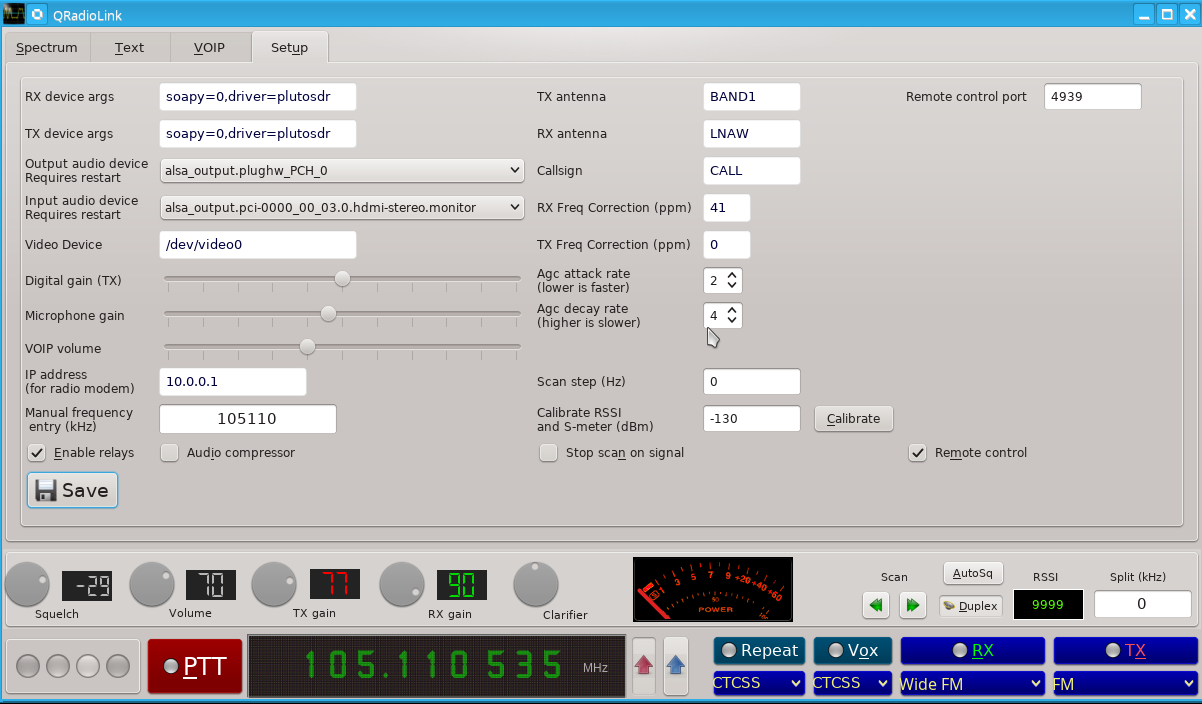 QRadioLink
Spectrum Text VOIP Setup
RX device args soapy=0,driver=plutosdr TX antenna BAND1 Remote control port 4939
TX device args soapy=0,driver=plutosdr RX antenna LNAW
Output audio device
Requires restart
alsa_output.plughw_PCH_0
Callsign CALL
Input audio device
Requires restart
alsa_output.pci-0000_00_03.0.hdmi-stereo.monitor
RX Freq Correction (ppm) 41
Video Device /dev/video0 TX Freq Correction (ppm) 0
Digital gain (TX)
Agc attack rate
(lower is faster)
2
Microphone gain
Agc decay rate
(higher is slower)
4
VOIP volume
IP address
(for radio modem)
10.0.0.1
Scan step (Hz) 0
Manual frequency
entry (kHz)
105110
Calibrate RSSI
and S-meter (dBm)
-130 Calibrate
Enable relays Audio compressor Stop scan on signal Remote control
Save
-29 70 77 90
Squelch Volume TX gain RX gain Clarifier
1 3 5 7 9 +20 +40 +60
50
POWER
Scan AutoSq RSSI Split (kHz)
Duplex 9999 0
PTT 105.110 535 MHz
Repeat Vox RX TX
CTCSS CTCSS Wide FM FM